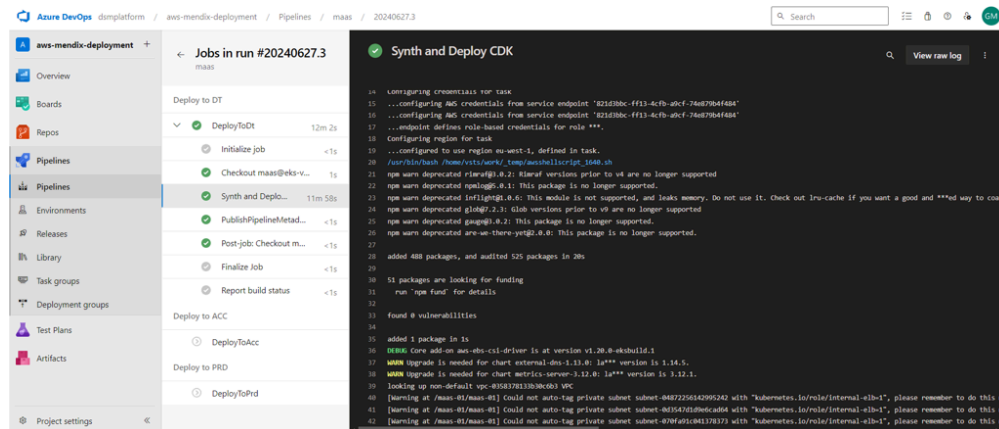 Azure DevOps dsmplatform / aws-mendix-deployment / Pipelines / maas / 20240627.3
Search
GM
A aws-mendix-deployment +
Overview
Boards
Repos
Pipelines
Pipelines
Environments
Releases
Library
Task groups
Deployment groups
Test Plans
Artifacts
Project settings «
← Jobs in run #20240627.3
maas
Deploy to DT
DeployToDt 12m 2s
Initialize job <1s
Checkout maas@eks-v... 1s
Synth and Deplo... 11m 58s
PublishPipelineMetad... <1s
Post-job: Checkout m... <1s
Finalize Job <1s
Report build status <1s
Deploy to ACC
DeployToAcc
Deploy to PRD
DeployToPrd
Synth and Deploy CDK
View raw log
14 Configuring credentials for task
15 ...configuring AWS credentials from service endpoint '821d3bbc-ff13-4cfb-a9cf-74e879b4f484'
16 ...configuring AWS credentials from service endpoint '821d3bbc-ff13-4cfb-a9cf-74e879b4f484'
17 ...endpoint defines role-based credentials for role ***.
18 Configuring region for task
19 ...configured to use region eu-west-1, defined in task.
20 /usr/bin/bash /home/vsts/work/_temp/awsshellscript_1640.sh
21 npm warn deprecated rimraf@3.0.2: Rimraf versions prior to v4 are no longer supported
22 npm warn deprecated npmlog@5.0.1: This package is no longer supported.
23 npm warn deprecated inflight@1.0.6: This module is not supported, and leaks memory. Do not use it. Check out lru-cache if you want a good and ***ed way to coa
24 npm warn deprecated glob@7.2.3: Glob versions prior to v9 are no longer supported
25 npm warn deprecated gauge@3.0.2: This package is no longer supported.
26 npm warn deprecated are-we-there-yet@2.0.0: This package is no longer supported.
27
28 added 488 packages, and audited 525 packages in 20s
29
30 51 packages are looking for funding
31 run `npm fund` for details
32
33 found 0 vulnerabilities
34
35 added 1 package in 1s
36 DEBUG Core add-on aws-ebs-csi-driver is at version v1.20.0-eksbuild.1
37 WARN Upgrade is needed for chart external-dns-1.13.0: la*** version is 1.14.5.
38 WARN Upgrade is needed for chart metrics-server-3.12.0: la*** version is 3.12.1.
39 looking up non-default vpc-0358378133b30c6b3 VPC
40 [Warning at /maas-01/maas-01] Could not auto-tag private subnet subnet-04872256142995242 with "kubernetes.io/role/internal-elb=1", please remember to do this
41 [Warning at /maas-01/maas-01] Could not auto-tag private subnet subnet-0d3547d1d9e6cad64 with "kubernetes.io/role/internal-elb=1", please remember to do this
42 [Warning at /maas-01/maas-01] Could not auto-tag private subnet subnet-070fa91c041378373 with "kubernetes.io/role/internal-elb=1", please remember to do this